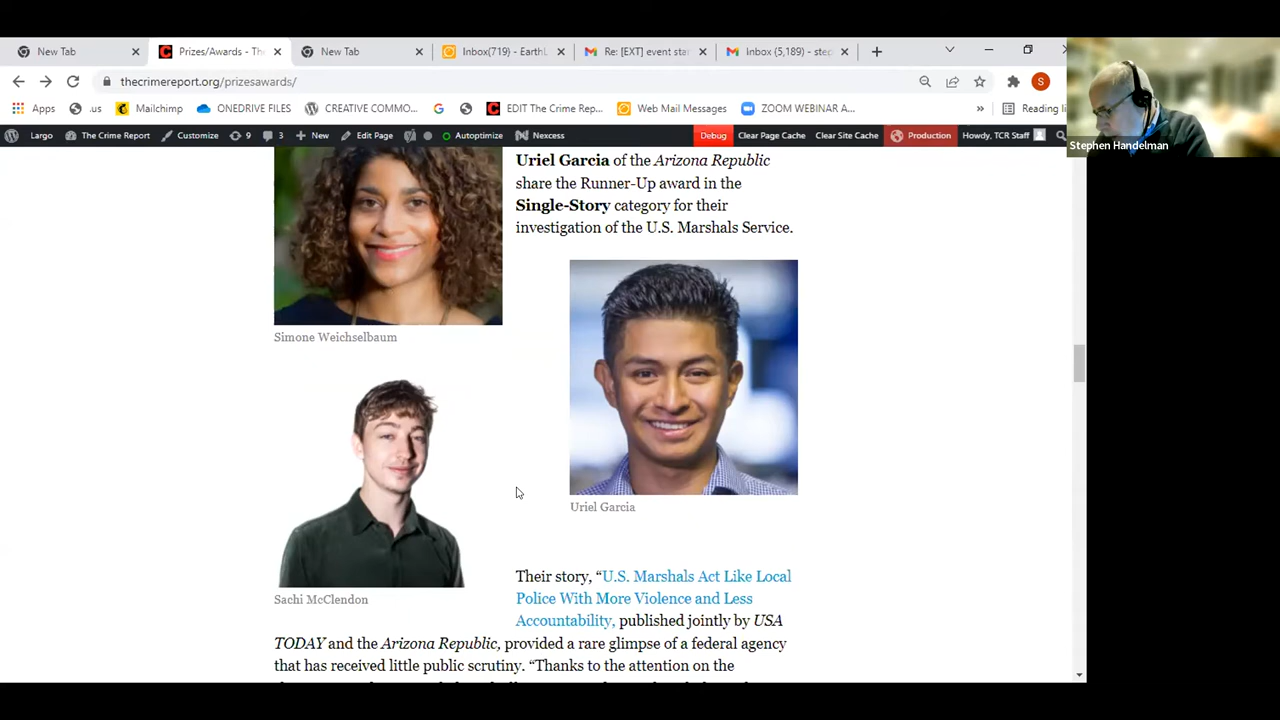 New Tab
Prizes/Awards - The
New Tab
Inbox(719) - EarthL
Re: [EXT] event star
Inbox (5,189) - step
thecrimereport.org/prizesawards/
S
Apps
.us
Mailchimp
ONEDRIVE FILES
CREATIVE COMMO...
EDIT The Crime Rep...
Web Mail Messages
ZOOM WEBINAR A...
»
Reading li
Largo
The Crime Report
Customize
9
3
New
Edit Page
Autoptimize
Nexcess
Debug
Clear Page Cache
Clear Site Cache
Production
Howdy, TCR Staff
Stephen Handelman
Uriel Garcia of the Arizona Republic
share the Runner-Up award in the
Single-Story category for their
investigation of the U.S. Marshals Service.
Simone Weichselbaum
Uriel Garcia
Sachi McClendon
Their story, “U.S. Marshals Act Like Local
Police With More Violence and Less
Accountability, published jointly by USA
TODAY and the Arizona Republic, provided a rare glimpse of a federal agency
that has received little public scrutiny. “Thanks to the attention on the